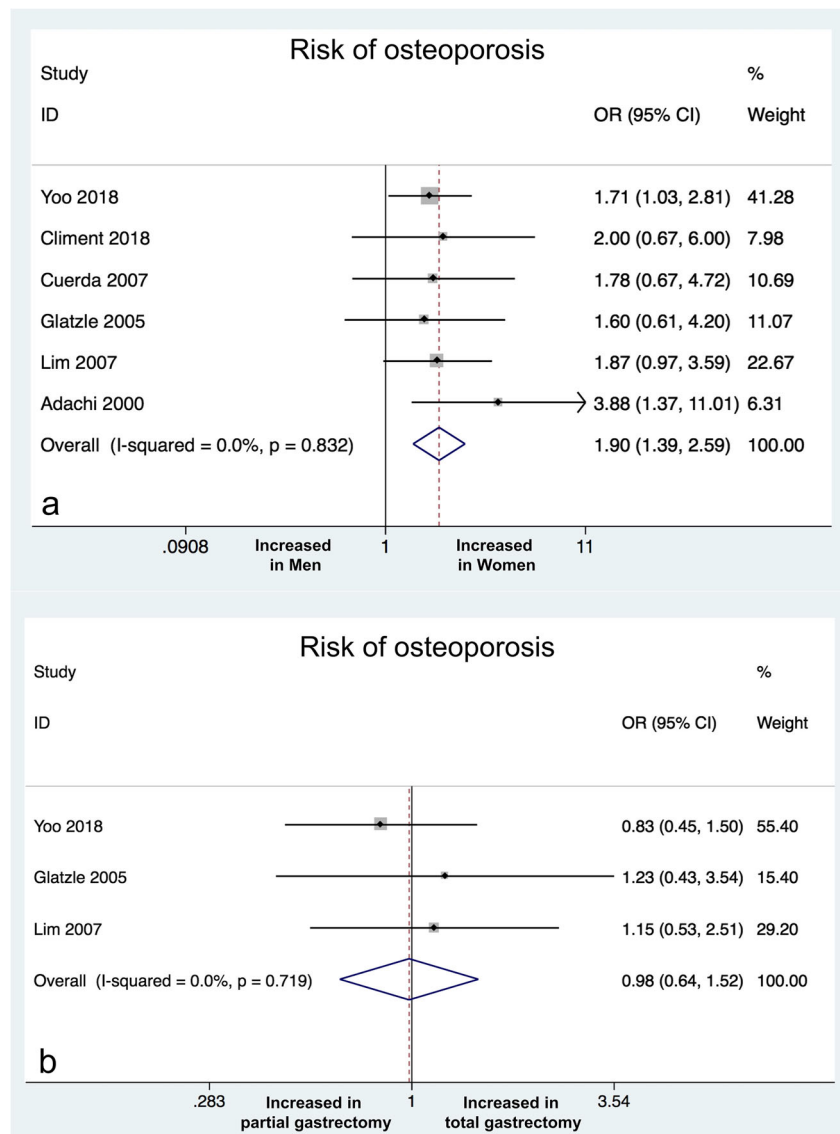 Risk of osteoporosis
Study %
ID OR (95% CI) Weight
Yoo 2018 1.71 (1.03, 2.81) 41.28
Climent 2018 2.00 (0.67, 6.00) 7.98
Cuerda 2007 1.78 (0.67, 4.72) 10.69
Glatzle 2005 1.60 (0.61, 4.20) 11.07
Lim 2007 1.87 (0.97, 3.59) 22.67
Adachi 2000 3.88 (1.37, 11.01) 6.31
Overall (I-squared = 0.0%, p = 0.832) 1.90 (1.39, 2.59) 100.00
a
.0908 Increased 1 Increased 11
in Men in Women
Risk of osteoporosis
Study %
ID OR (95% CI) Weight
Yoo 2018 0.83 (0.45, 1.50) 55.40
Glatzle 2005 1.23 (0.43, 3.54) 15.40
Lim 2007 1.15 (0.53, 2.51) 29.20
Overall (I-squared = 0.0%, p = 0.719) 0.98 (0.64, 1.52) 100.00
b
.283 Increased in 1 Increased in 3.54
partial gastrectomy total gastrectomy